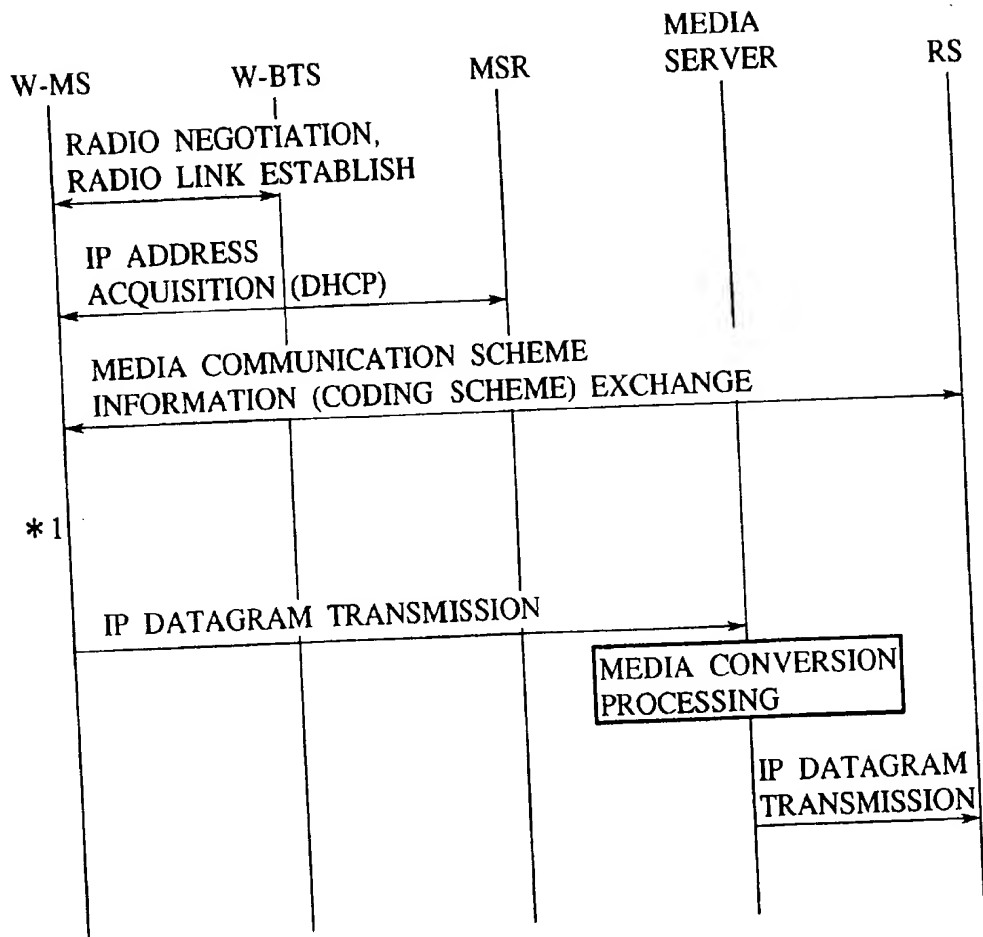 W-MS
W-BTS
MSR
MEDIA
SERVER
RS
RADIO NEGOTIATION,
RADIO LINK ESTABLISH
IP ADDRESS
ACQUISITION (DHCP)
MEDIA COMMUNICATION SCHEME
INFORMATION (CODING SCHEME) EXCHANGE
*1
IP DATAGRAM TRANSMISSION
MEDIA CONVERSION
PROCESSING
IP DATAGRAM
TRANSMISSION